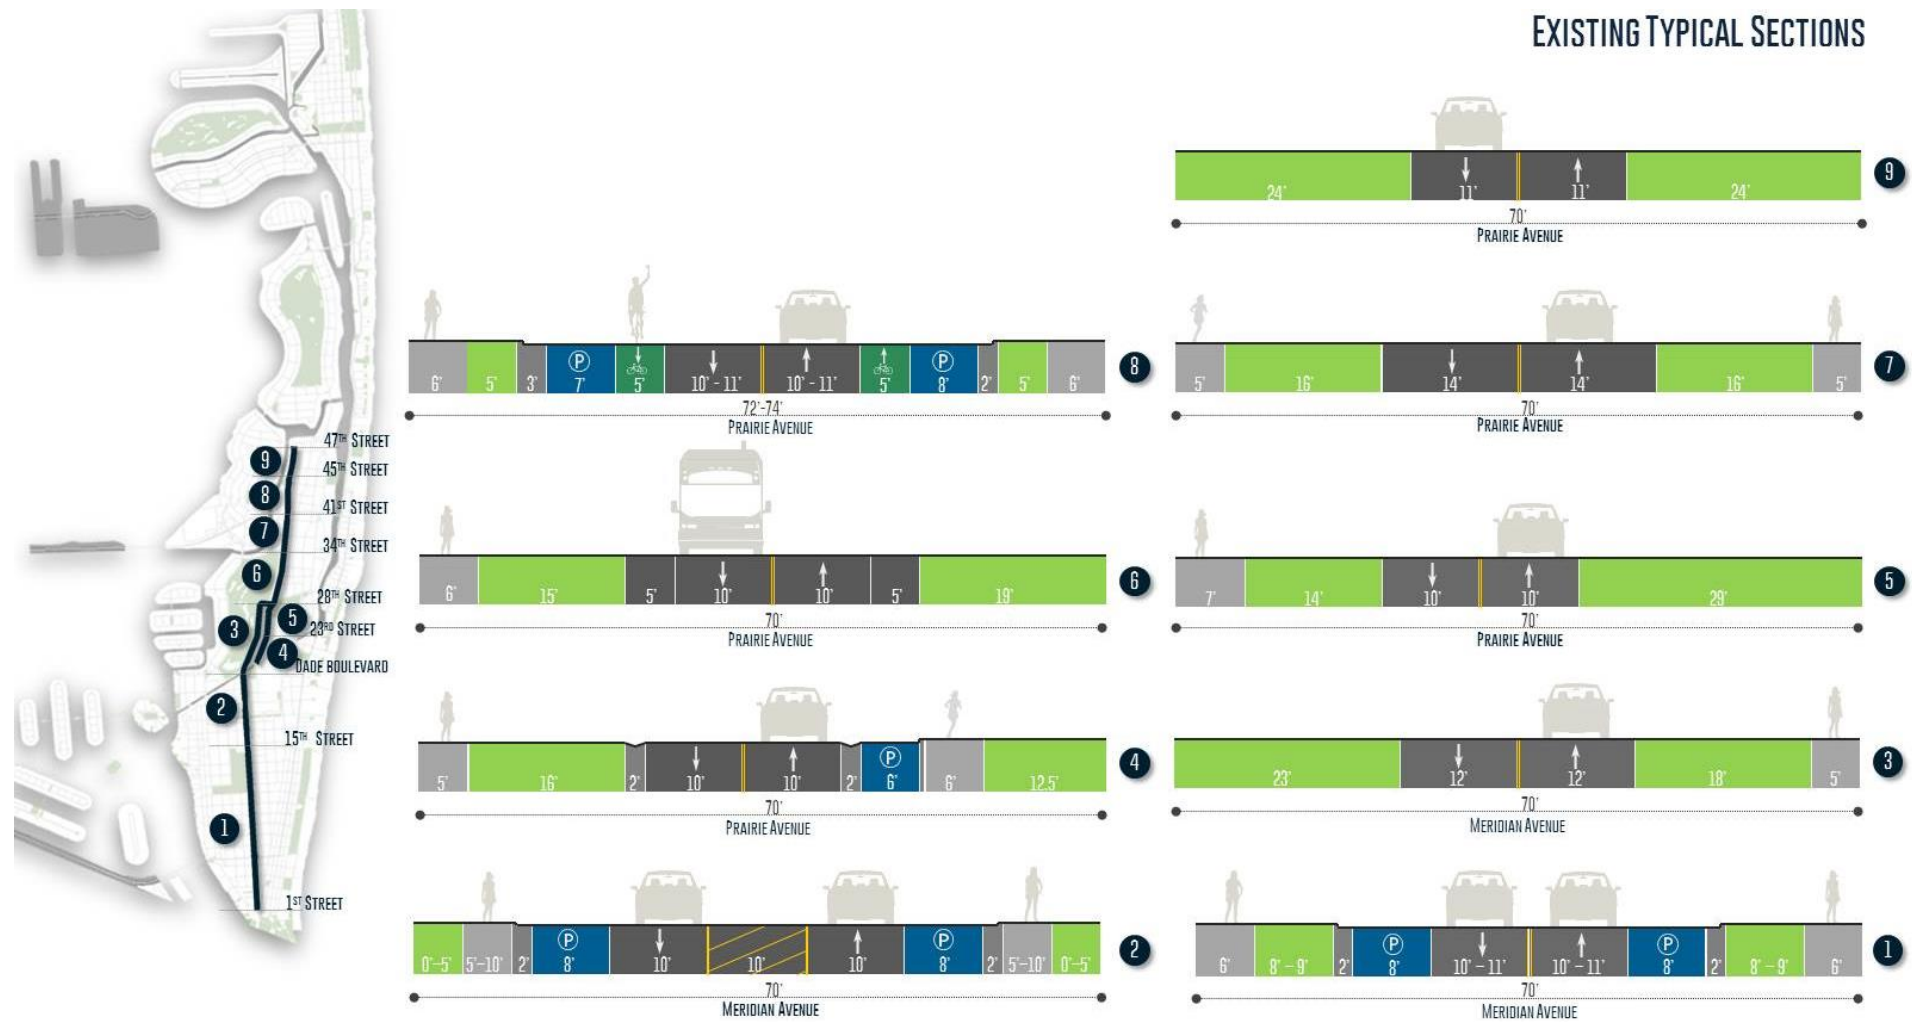 EXISTING TYPICAL SECTIONS
24' 11' 11' 24'
9
70'
PRAIRIE AVENUE
6' 5' 3' P 7' 5' 10' - 11' 10' - 11' 5' P 8' 2' 5' 6'
8
72'-74'
PRAIRIE AVENUE
5' 16' 14' 14' 16' 5'
7
70'
PRAIRIE AVENUE
6' 15' 5' 10' 10' 5' 19'
6
70'
PRAIRIE AVENUE
7' 14' 10' 10' 29'
5
70'
PRAIRIE AVENUE
5' 16' 2' 10' 10' 2' P 6' 6' 12.5'
4
70'
PRAIRIE AVENUE
23' 12' 12' 18' 5'
3
70'
MERIDIAN AVENUE
0'-5' 5'-10' 2' P 8' 10' 10' 10' P 8' 2' 5'-10' 0'-5'
2
70'
MERIDIAN AVENUE
6' 8' - 9' 2' P 8' 10' - 11' 10' - 11' P 8' 2' 8' - 9' 6'
1
70'
MERIDIAN AVENUE
47TH STREET
9
45TH STREET
8
41ST STREET
7
34TH STREET
6
28TH STREET
5
23RD STREET
3
4
DADE BOULEVARD
2
15TH STREET
1
1ST STREET